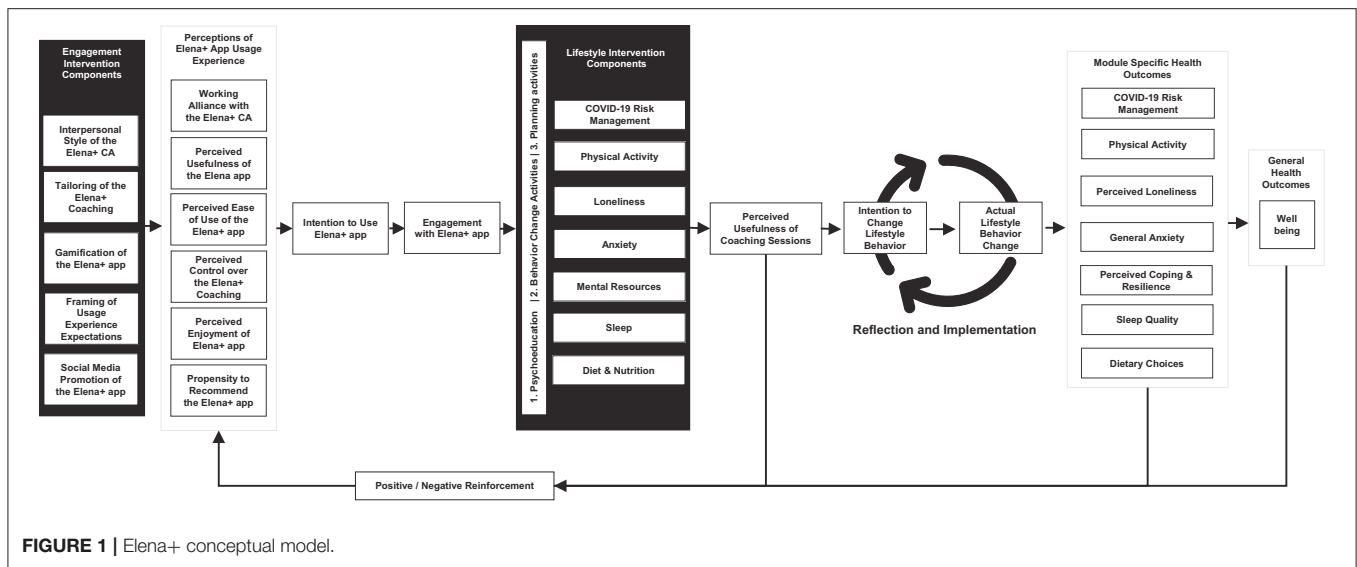 Engagement
Intervention
Components
Interpersonal
Style of the
Elena+ CA
Tailoring of the
Elena+
Coaching
Gamification of
the Elena+ app
Framing of
Usage
Experience
Expectations
Social Media
Promotion of
the Elena+ app
Perceptions of
Elena+ App Usage
Experience
Working
Alliance with
the Elena+ CA
Perceived
Usefulness of
the Elena app
Perceived Ease
of Use of the
Elena+ app
Perceived
Control over
the Elena+
Coaching
Perceived
Enjoyment of
Elena+ app
Propensity to
Recommend
the Elena+ app
Intention to Use
Elena+ app
Engagement
with Elena+ app
1. Psychoeducation | 2. Behavior Change Activities | 3. Planning activities
Lifestyle Intervention
Components
COVID-19 Risk
Management
Physical Activity
Loneliness
Anxiety
Mental Resources
Sleep
Diet & Nutrition
Perceived
Usefulness of
Coaching Sessions
Intention to
Change
Lifestyle
Behavior
Actual
Lifestyle
Behavior
Change
Reflection and Implementation
Module Specific Health
Outcomes
COVID-19 Risk
Management
Physical Activity
Perceived Loneliness
General Anxiety
Perceived Coping &
Resilience
Sleep Quality
Dietary Choices
General
Health
Outcomes
Well
being
Positive / Negative Reinforcement
FIGURE 1 | Elena+ conceptual model.